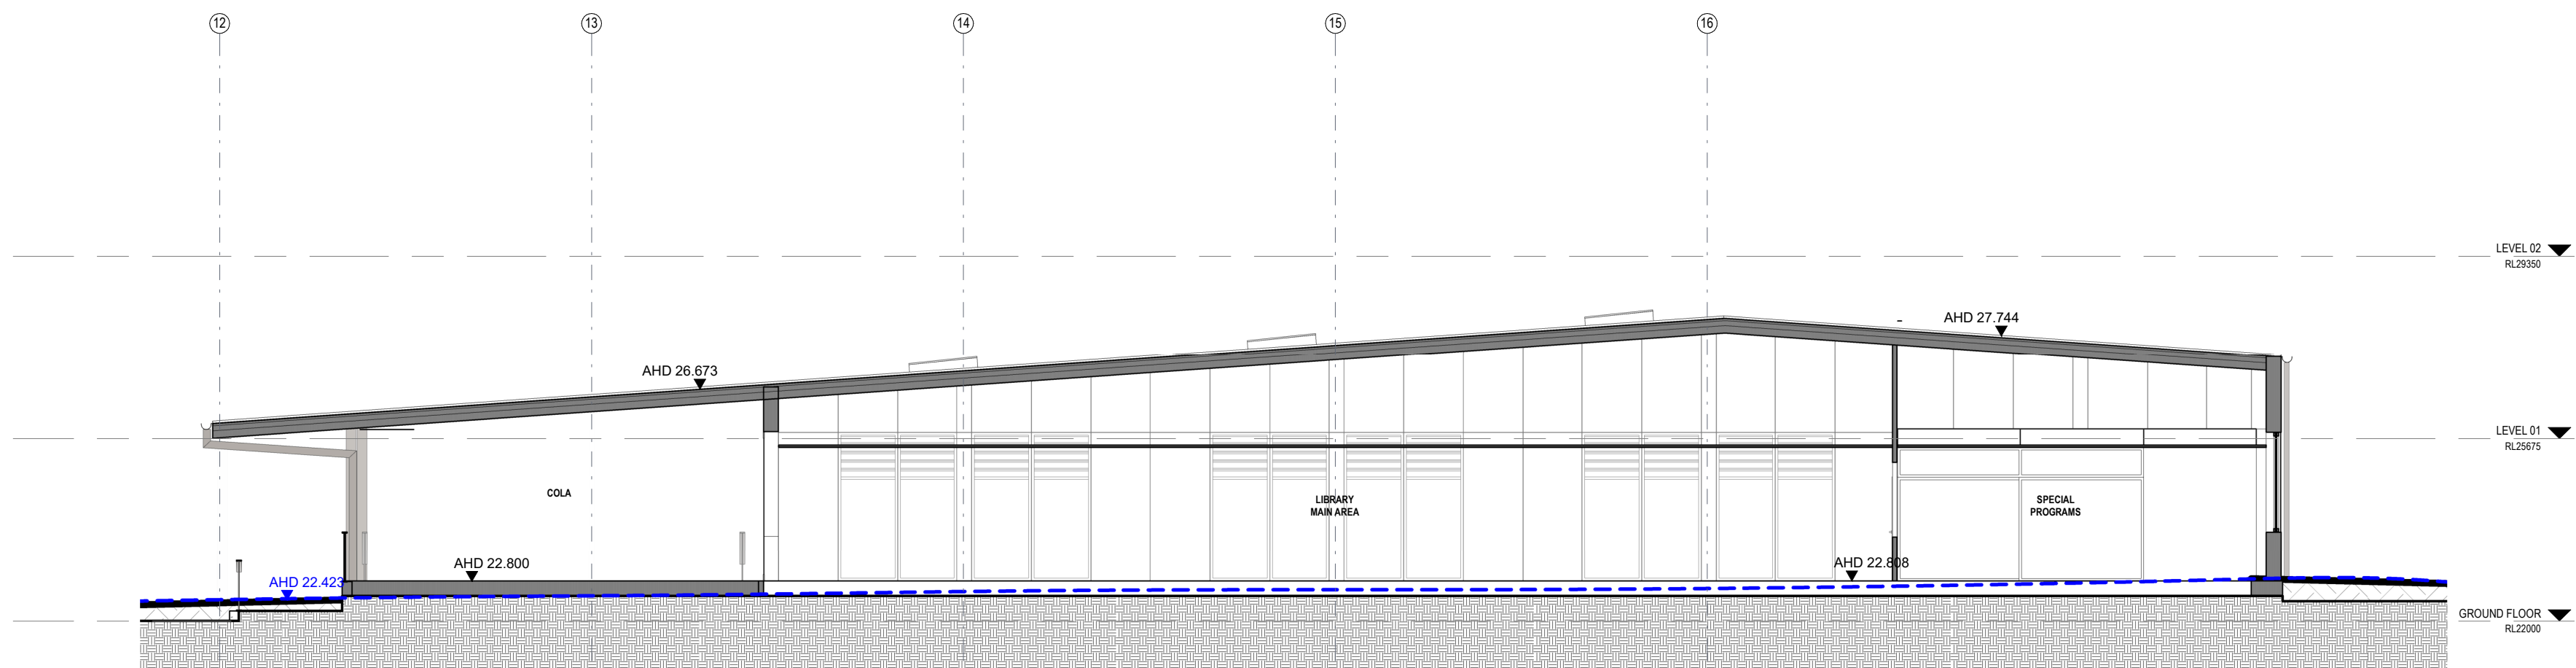 12
13
14
15
16
LEVEL 02
RL29350
AHD 27.744
AHD 26.673
LEVEL 01
RL25675
COLA
LIBRARY
MAIN AREA
SPECIAL
PROGRAMS
AHD 22.800
AHD 22.808
AHD 22.423
GROUND FLOOR
RL22000